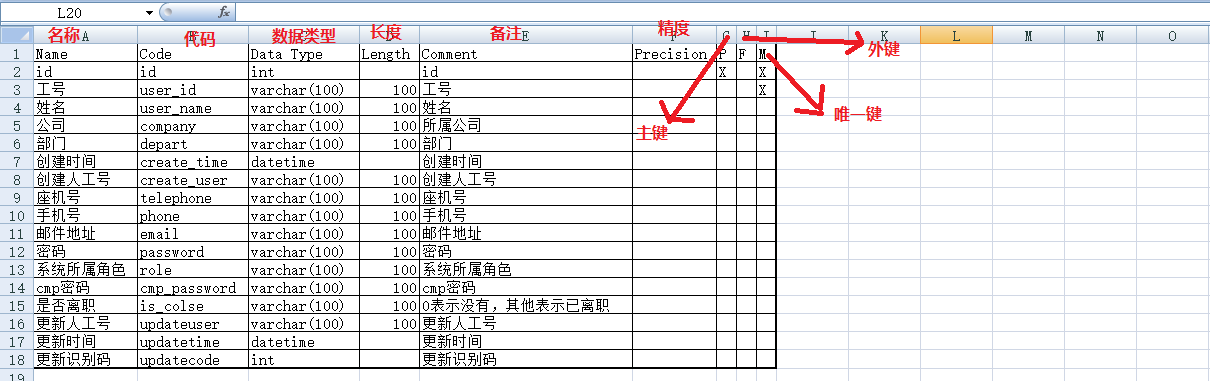 L20 fx
A B C D E F G H I J K L M N O
名称 代码 数据类型 长度 备注 精度
1 Name Code Data Type Length Comment Precision P F M 外键
2 id id int id X X
3 工号 user_id varchar(100) 100 工号 X
4 姓名 user_name varchar(100) 100 姓名 唯一键
5 公司 company varchar(100) 100 所属公司 主键
6 部门 depart varchar(100) 100 部门
7 创建时间 create_time datetime 创建时间
8 创建人工号 create_user varchar(100) 100 创建人工号
9 座机号 telephone varchar(100) 100 座机号
10 手机号 phone varchar(100) 100 手机号
11 邮件地址 email varchar(100) 100 邮件地址
12 密码 password varchar(100) 100 密码
13 系统所属角色 role varchar(100) 100 系统所属角色
14 cmp密码 cmp_password varchar(100) 100 cmp密码
15 是否离职 is_colse varchar(100) 100 0表示没有，其他表示已离职
16 更新人工号 updateuser varchar(100) 100 更新人工号
17 更新时间 updatetime datetime 更新时间
18 更新识别码 updatecode int 更新识别码
19